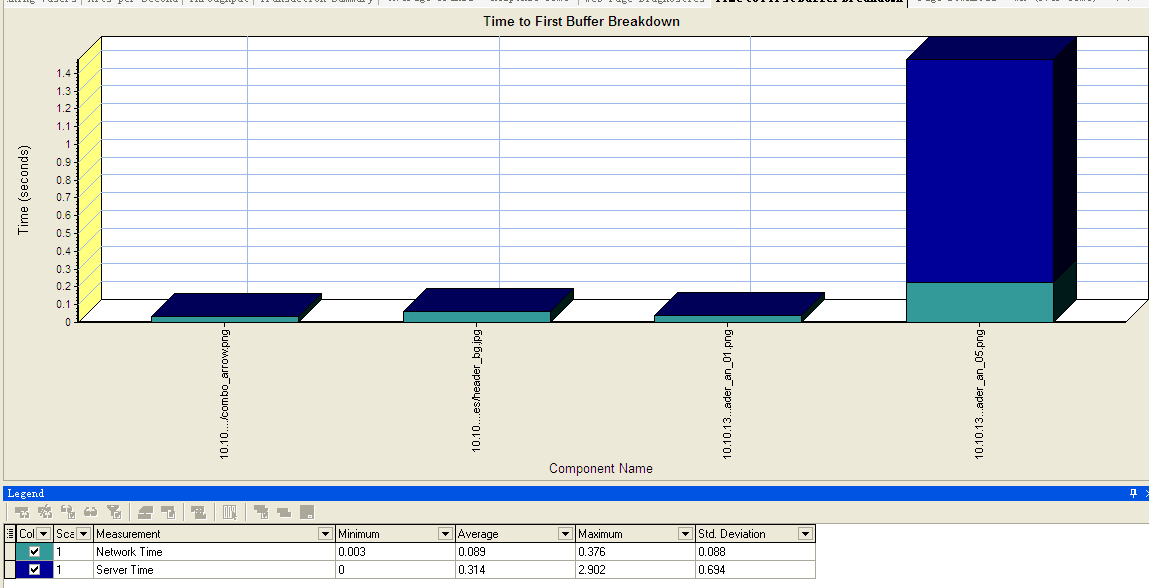 Time to First Buffer Breakdown
Time (seconds)
1.4
1.3
1.2
1.1
1
0.9
0.8
0.7
0.6
0.5
0.4
0.3
0.2
0.1
0
10.10..../combo_arrow.png
10.10....es/header_bg.jpg
10.10.13...ader_an_01.png
10.10.13...ader_an_05.png
Component Name
Legend
Col Sca Measurement Minimum Average Maximum Std. Deviation
1 Network Time 0.003 0.089 0.376 0.088
1 Server Time 0 0.314 2.902 0.694